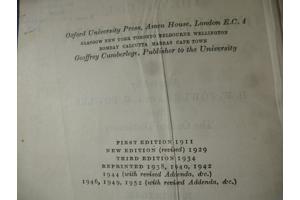 Oxford University Press, Amen House, London E.C. 4
GLASGOW NEW YORK TORONTO MELBOURNE WELLINGTON
BOMBAY CALCUTTA MADRAS CAPE TOWN
Geoffrey Cumberlege, Publisher to the University
FIRST EDITION 1911
NEW EDITION (revised) 1929
THIRD EDITION 1934
REPRINTED 1938, 1940, 1942
1944 (with revised Addenda, &c.)
1946, 1949, 1951 (with revised Addenda, &c.)